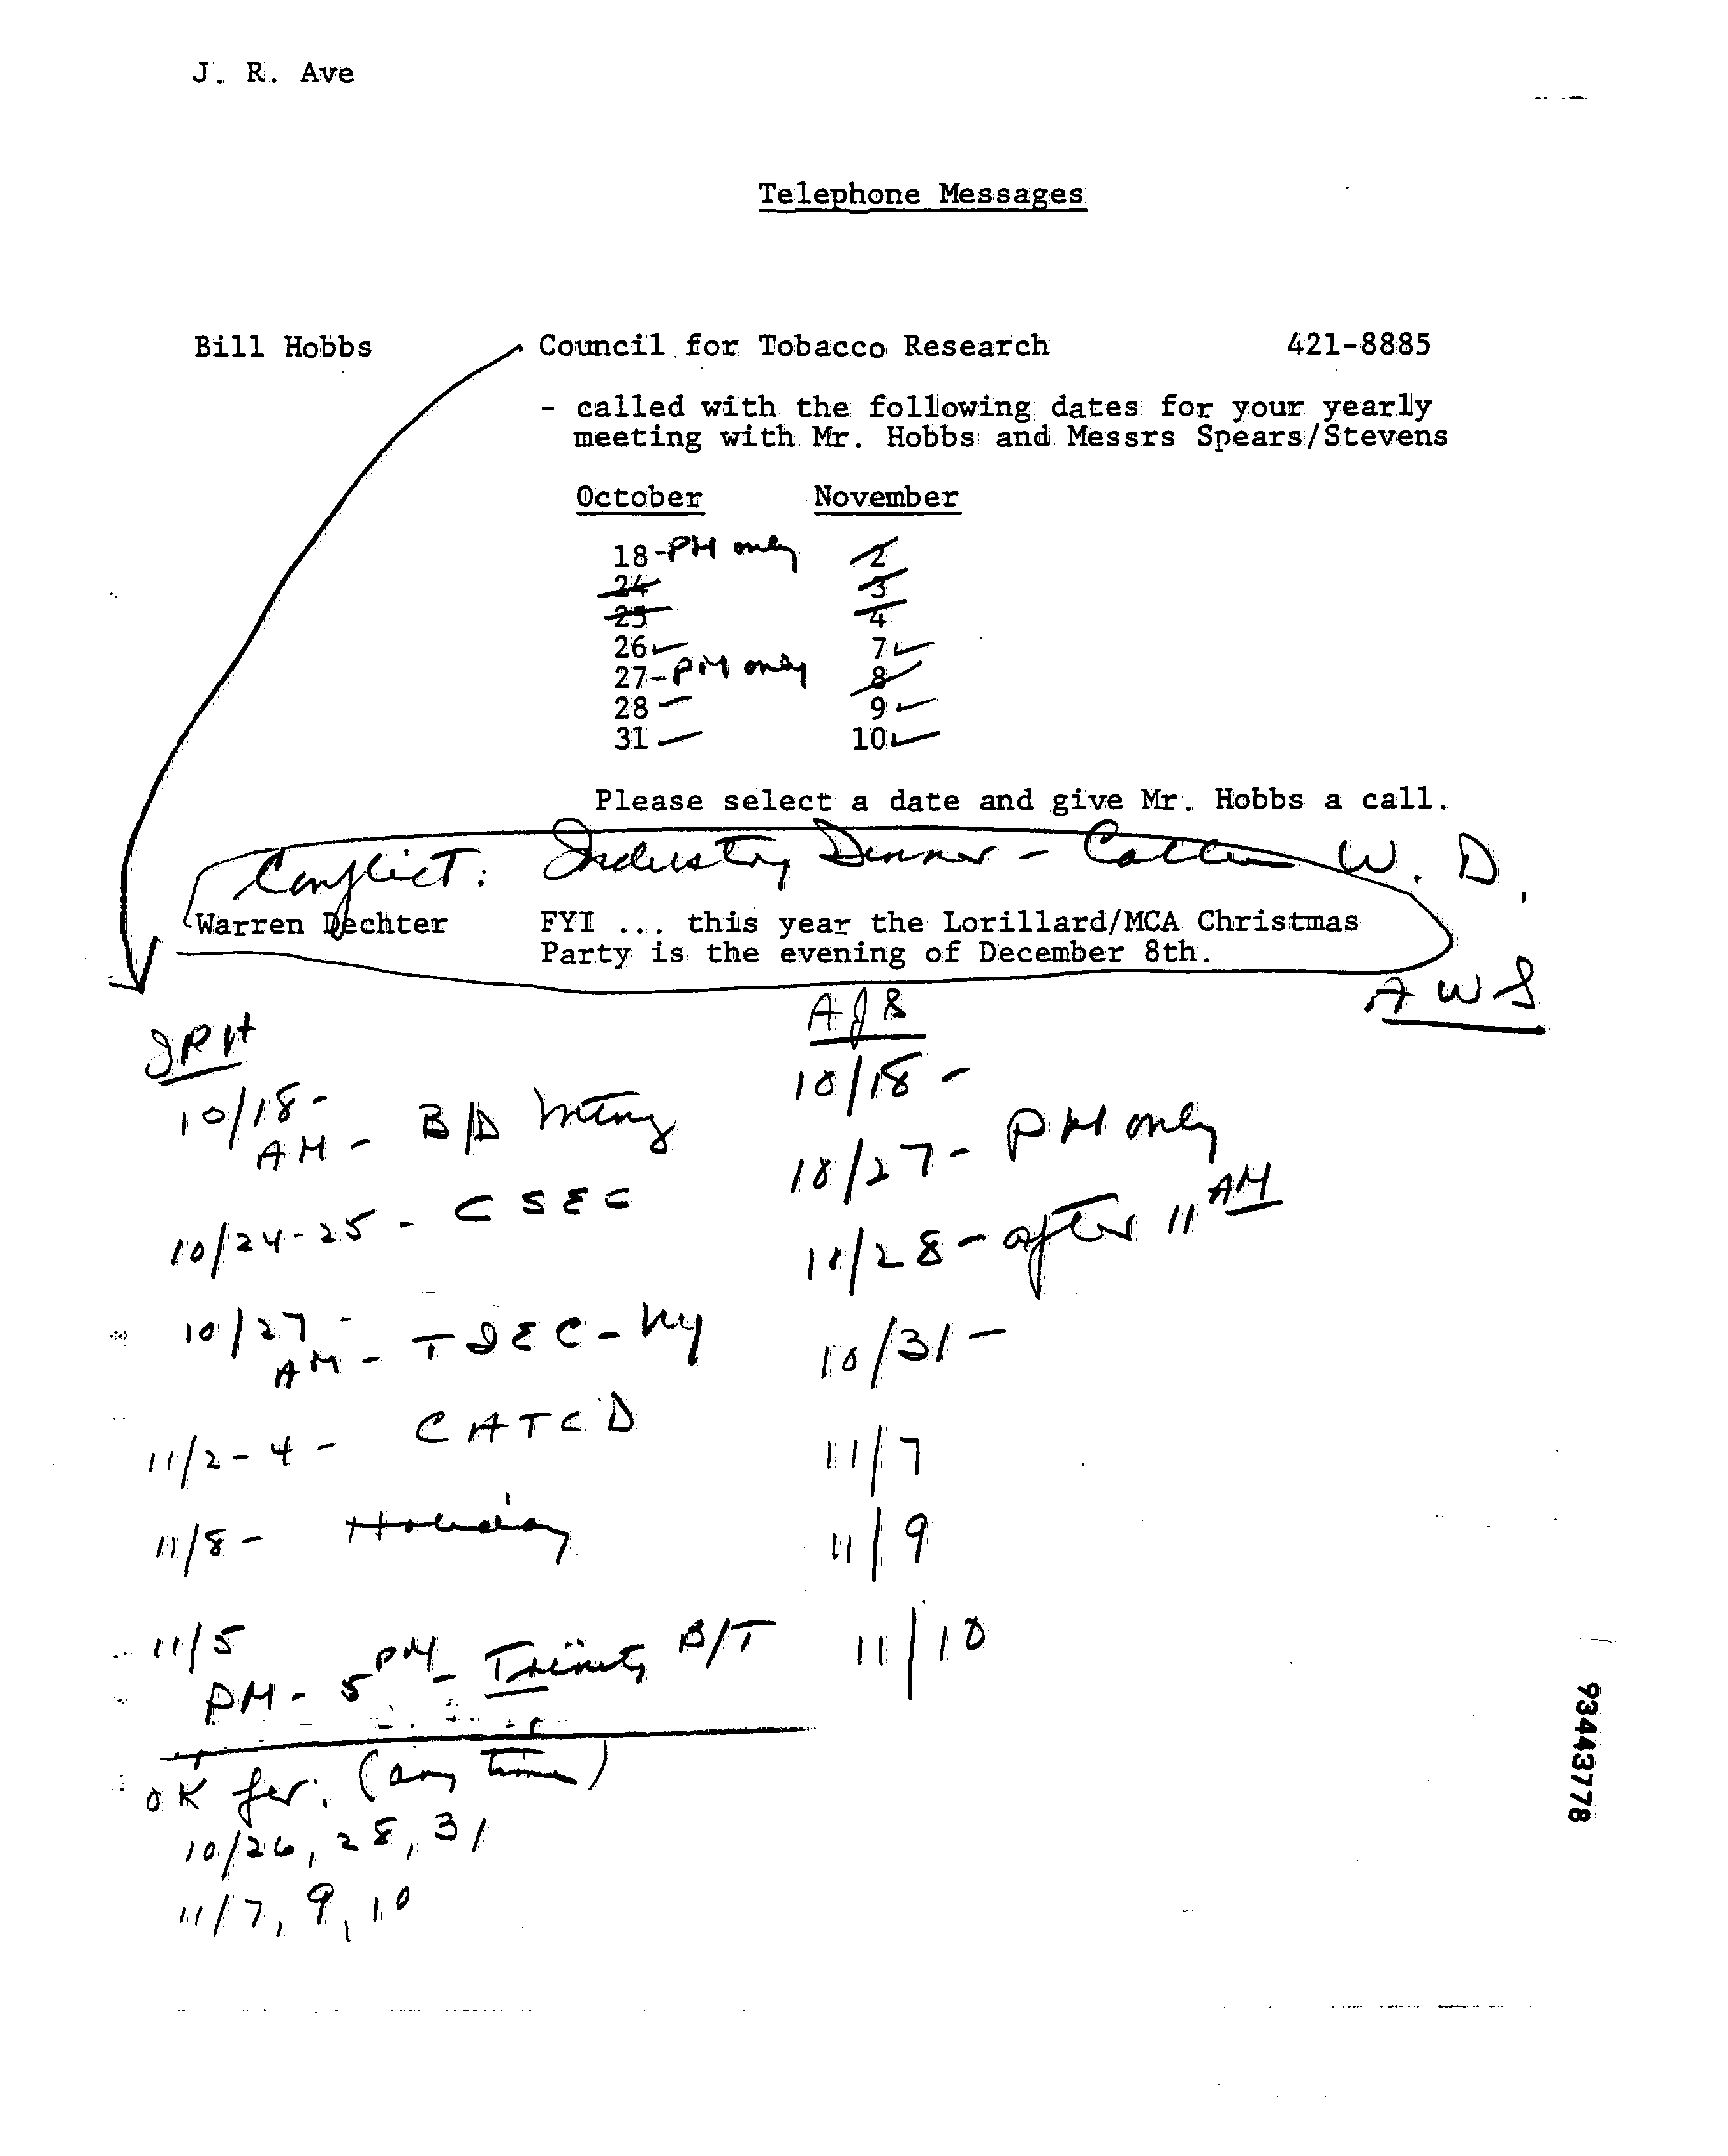 J. R. Ave
Telephone Messages
Bill Hobbs Council for Tobacco Research 421-8885
- called with the following dates for your yearly
meeting with Mr. Hobbs and Messrs Spears/Stevens
October November
18-PM only 2
24 3
25 4
26 7
27-PM only 8
28 9
31 10
Please select a date and give Mr. Hobbs a call.
Conflict: Industry Dinner - W. D.
Warren Dechter FYI ... this year the Lorillard/MCA Christmas
Party is the evening of December 8th.
AWS
AJS
10/18 -
AM - B/D Mtng
10/18 -
10/27 - PM only
10/24-25 - CSEC
10/28 - after 11 AM
10/27 -
AM - - NY
10/31 -
11/2-4 - CATCD
11/7
11/8 - Holiday
11/9
11/5
PM - 5 PM - Trinity B/T
11/10
OK for: (any time)
10/26, 28, 31
11/7, 9, 10
93443778